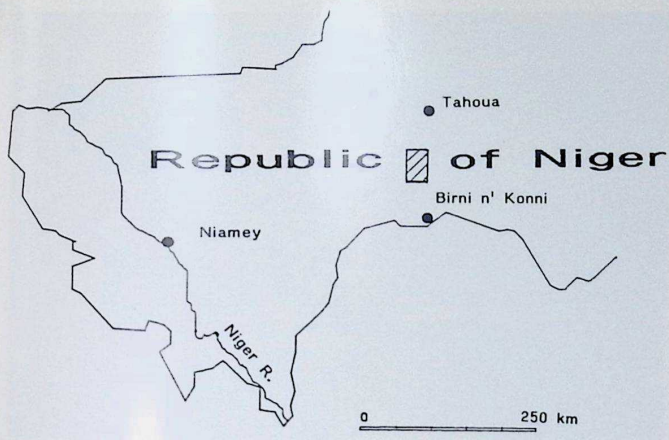 Tahoua
Republic of Niger
Birni n' Konni
Niamey
Niger R.
0 250 km